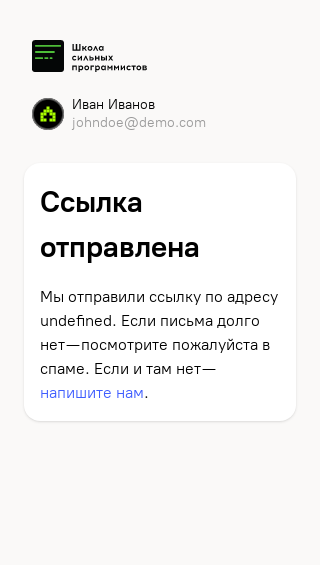 Школа
сильных
программистов
Иван Иванов
johndoe@demo.com
Ссылка
отправлена
Мы отправили ссылку по адресу
undefined. Если письма долго
нет—посмотрите пожалуйста в
спаме. Если и там нет—
напишите нам.